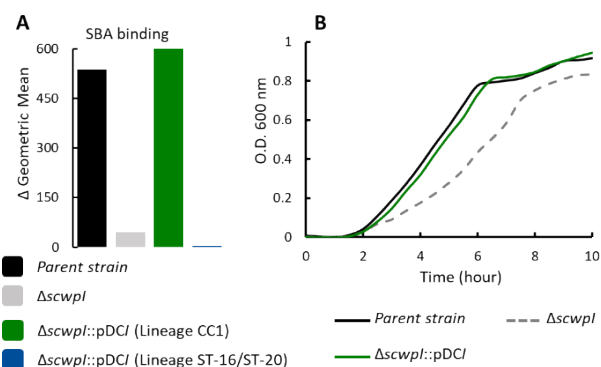 A
SBA binding
Δ Geometric Mean
600
450
300
150
0
Parent strain
ΔscwpI
ΔscwpI::pDCI (Lineage CC1)
ΔscwpI::pDCI (Lineage ST-16/ST-20)
B
O.D. 600 nm
1
0.8
0.6
0.4
0.2
0
0 2 4 6 8 10
Time (hour)
Parent strain
ΔscwpI
ΔscwpI::pDCI